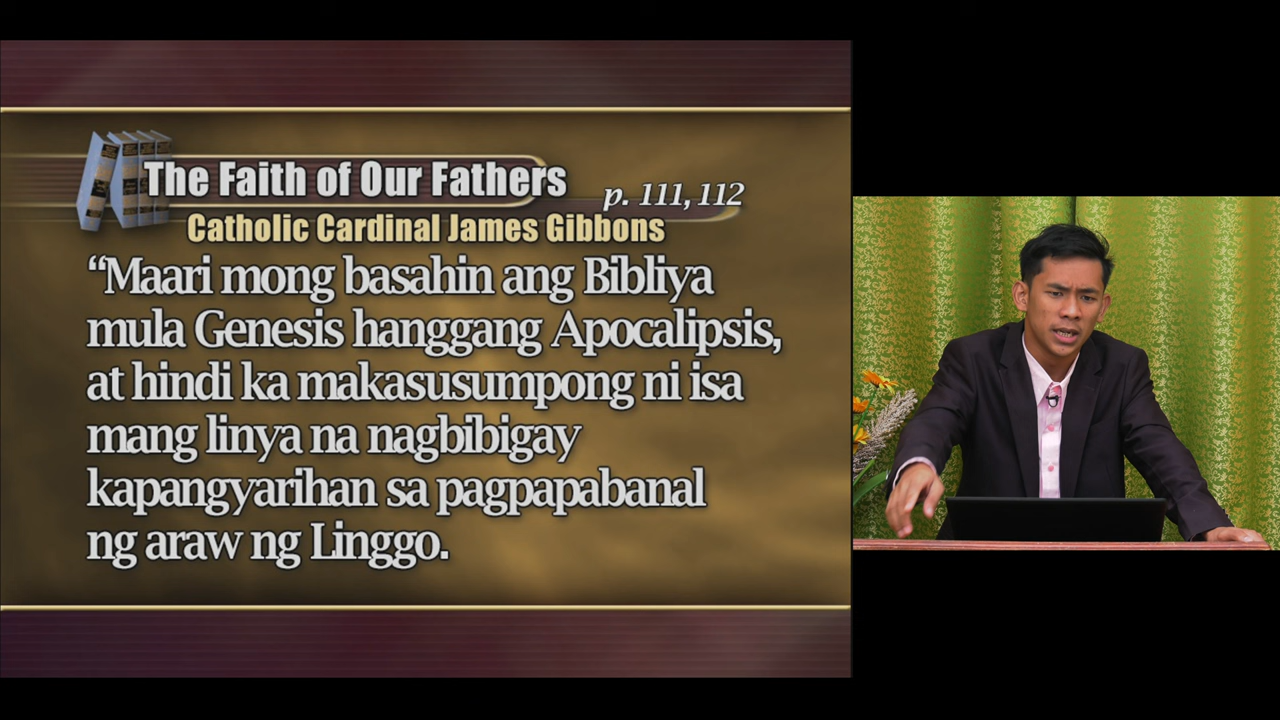 The Faith of Our Fathers p. 111, 112
Catholic Cardinal James Gibbons
“Maari mong basahin ang Bibliya
mula Genesis hanggang Apocalipsis,
at hindi ka makasusumpong ni isa
mang linya na nagbibigay
kapangyarihan sa pagpapabanal
ng araw ng Linggo.